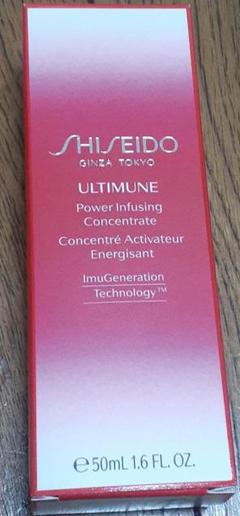 SHISEIDO
GINZA TOKYO
ULTIMUNE
Power Infusing
Concentrate
Concentré Activateur
Energisant
ImuGeneration
Technology™
℮50mL 1.6 FL. OZ.